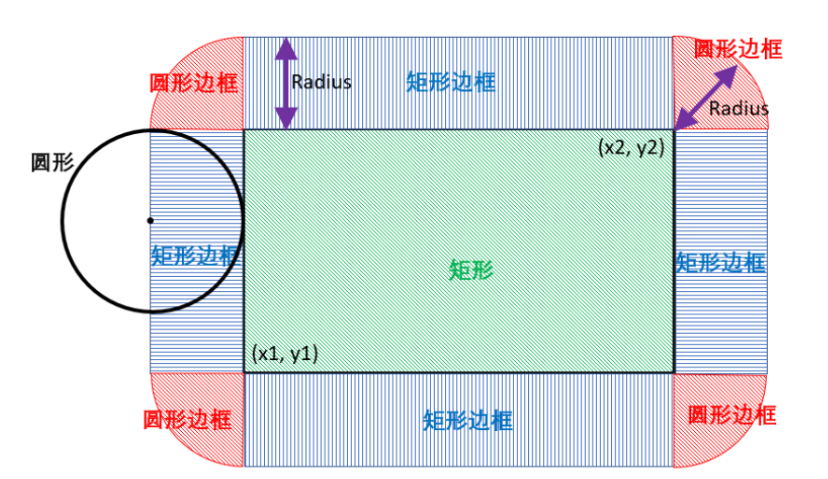 圆形边框
圆形边框
Radius
矩形边框
Radius
(x2, y2)
圆形
矩形边框
矩形
矩形边框
(x1, y1)
圆形边框
矩形边框
圆形边框